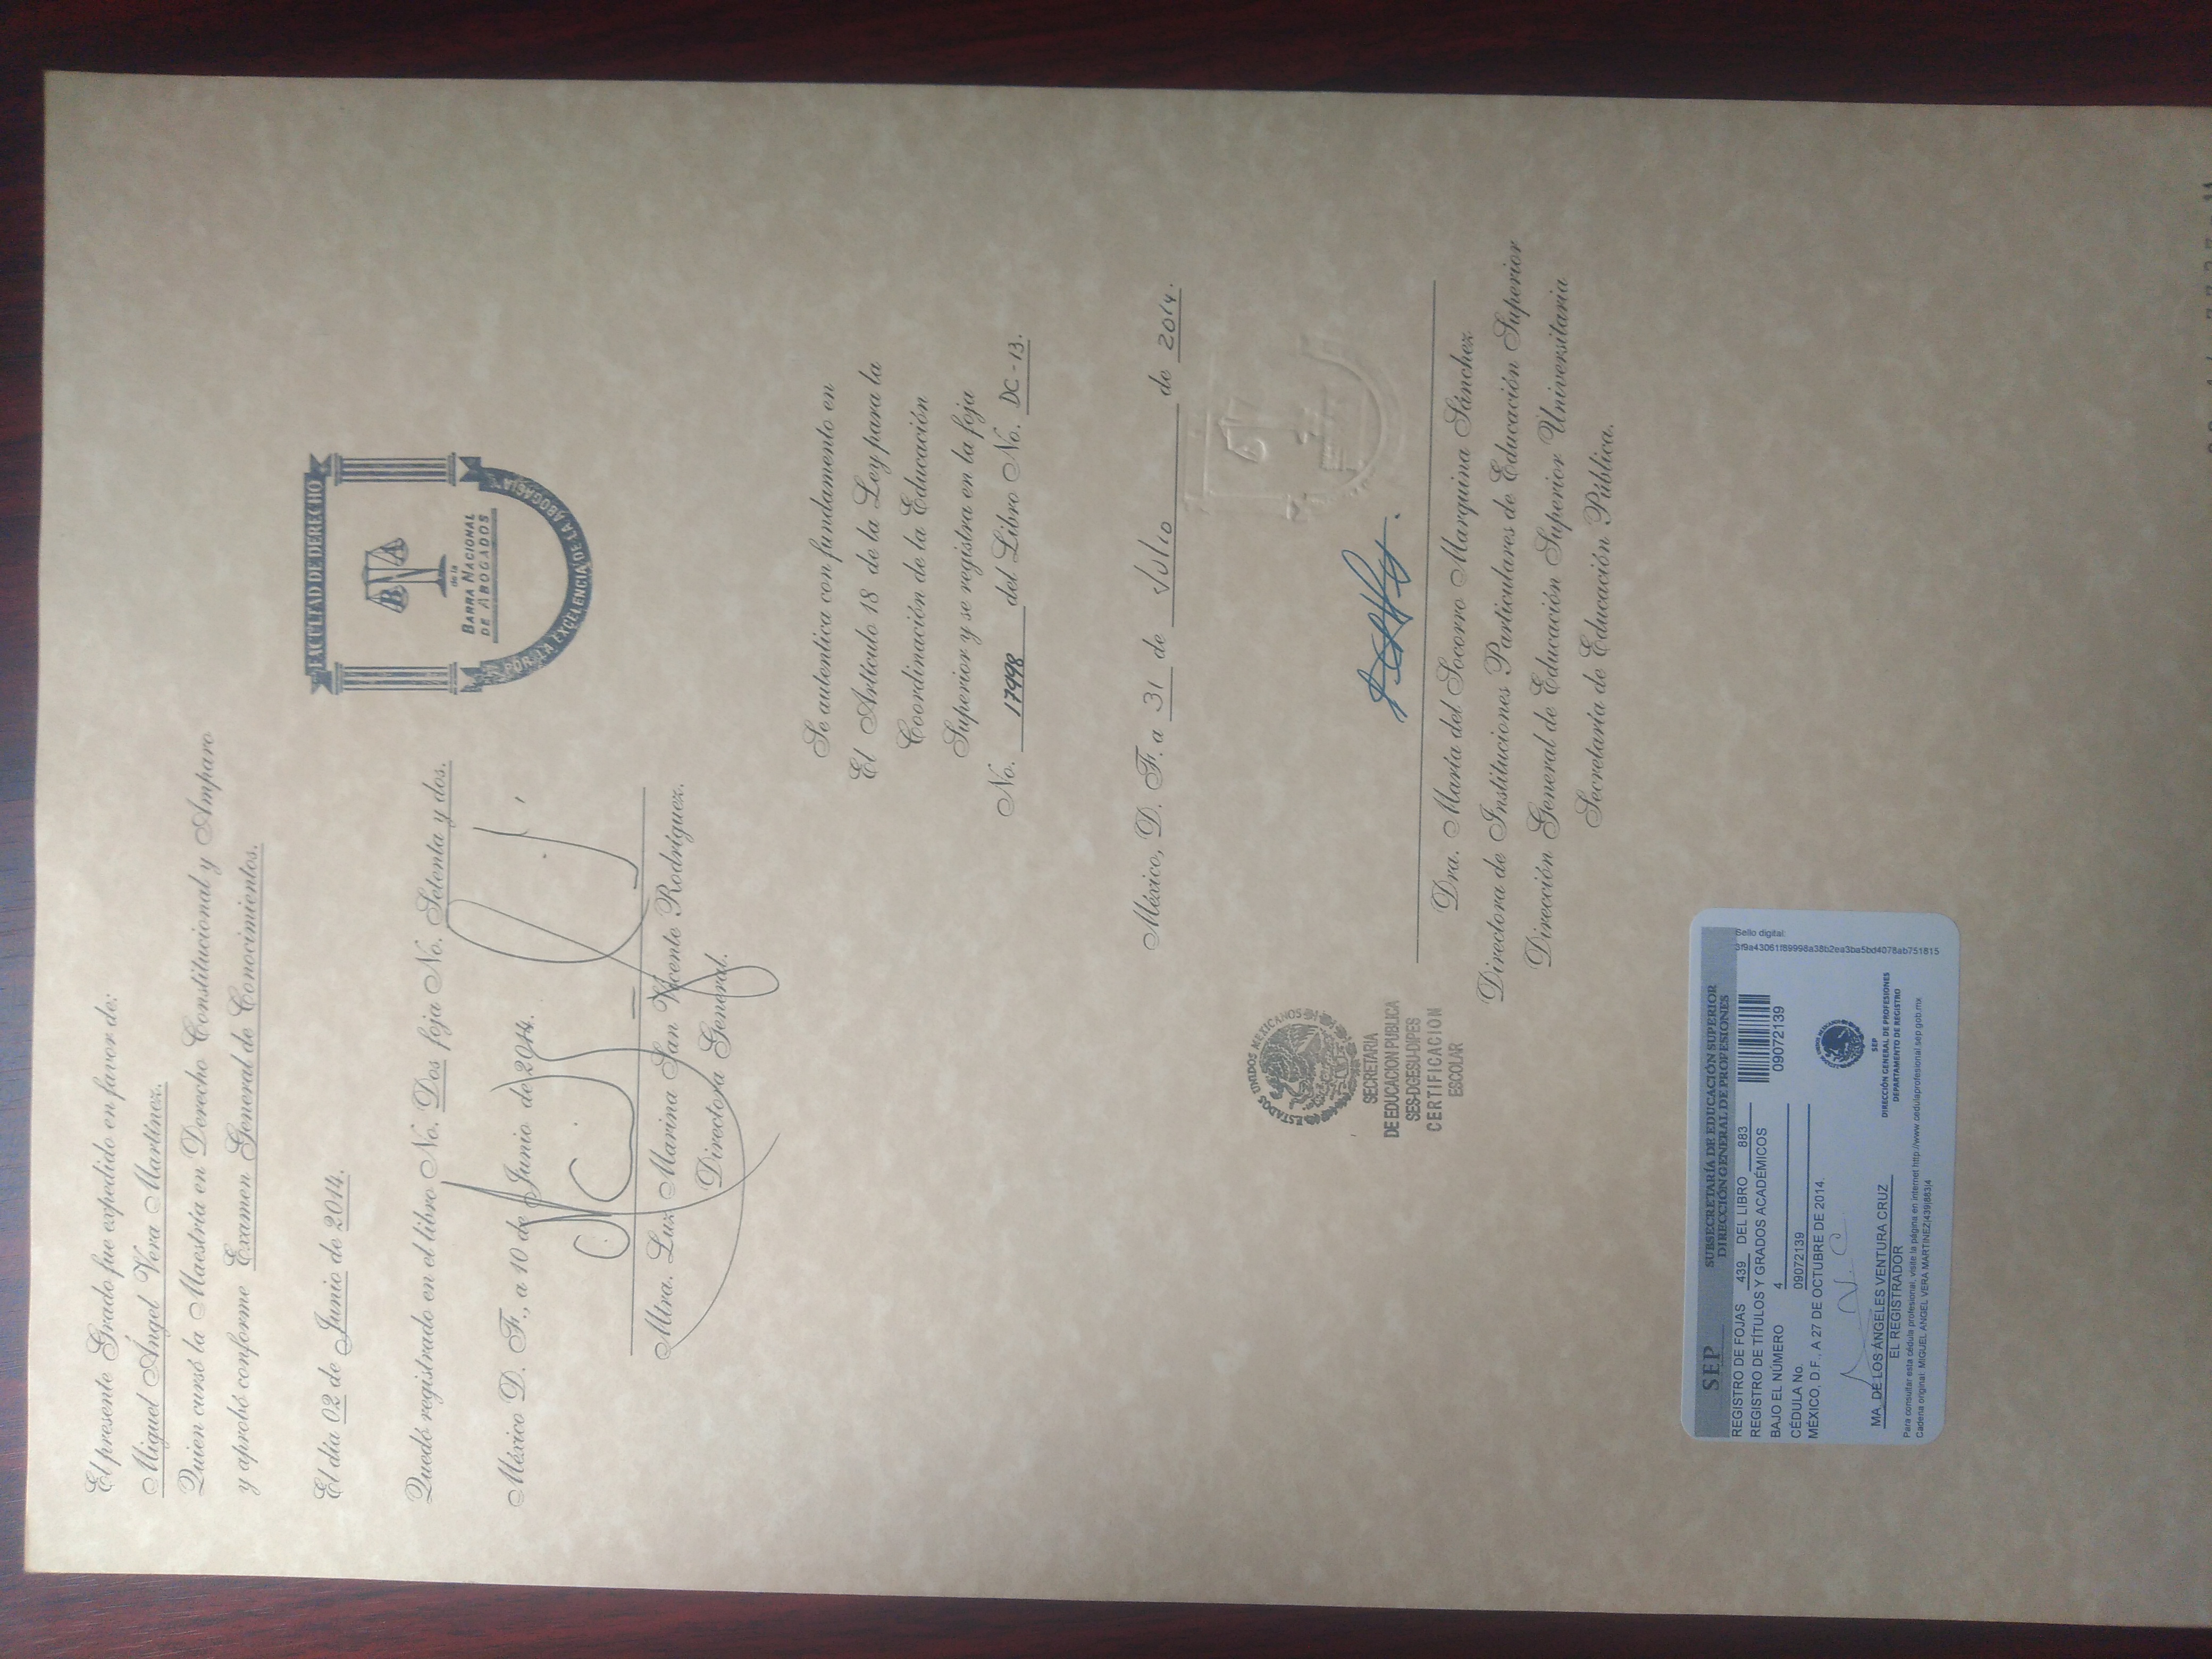 El presente Grado fue expedido en favor de:
Miguel Ángel Vera Martínez.
Quien cursó la Maestría en Derecho Constitucional y Amparo
y aprobó conforme Examen General de Conocimientos.
El día 02 de Junio de 2014.
FACULTAD DE DERECHO
B A
de la
BARRA NACIONAL
DE ABOGADOS
POR LA EXCELENCIA DE LA ABOGACIA
Quedó registrado en el libro No. Dos foja No. Setenta y dos.
México D. F., a 10 de Junio de 2014.
Mtra. Luz Marina San Vicente Rodríguez.
Directora General.
Se autentica con fundamento en
El Artículo 18 de la Ley para la
Coordinación de la Educación
Superior y se registra en la foja
No. 17998 del Libro No. DC-13.
México, D. F. a 31 de Julio de 2014.
ESTADOS UNIDOS MEXICANOS
SECRETARIA
DE EDUCACION PUBLICA
SES-DGESU-DIPES
CERTIFICACION
ESCOLAR
Dra. María del Socorro Marquina Sánchez
Directora de Instituciones Particulares de Educación Superior
Dirección General de Educación Superior Universitaria
Secretaría de Educación Pública.
SEP
SUBSECRETARÍA DE EDUCACIÓN SUPERIOR
DIRECCIÓN GENERAL DE PROFESIONES
REGISTRO DE FOJAS 439 DEL LIBRO 883
REGISTRO DE TÍTULOS Y GRADOS ACADÉMICOS
BAJO EL NÚMERO 4
CÉDULA No. 09072139
MÉXICO, D.F., A 27 DE OCTUBRE DE 2014.
09072139
MA. DE LOS ÁNGELES VENTURA CRUZ
EL REGISTRADOR
SEP
DIRECCIÓN GENERAL DE PROFESIONES
DEPARTAMENTO DE REGISTRO
Para consultar esta cédula profesional, visite la página en internet http://www.cedulaprofesional.sep.gob.mx
Cadena original: MIGUEL ANGEL VERA MARTINEZ|439|883|4
Sello digital: